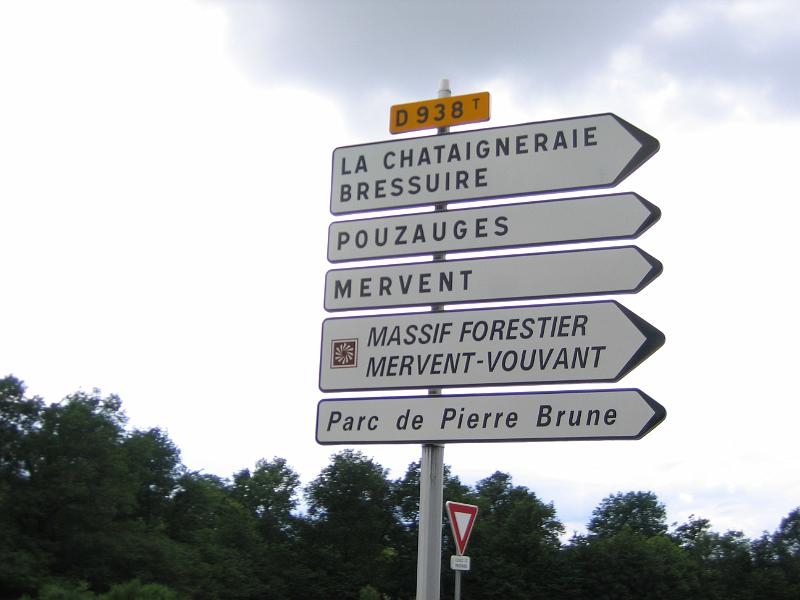 D 938 T
LA CHATAIGNERAIE
BRESSUIRE
POUZAUGES
MERVENT
MASSIF FORESTIER
MERVENT-VOUVANT
Parc de Pierre Brune